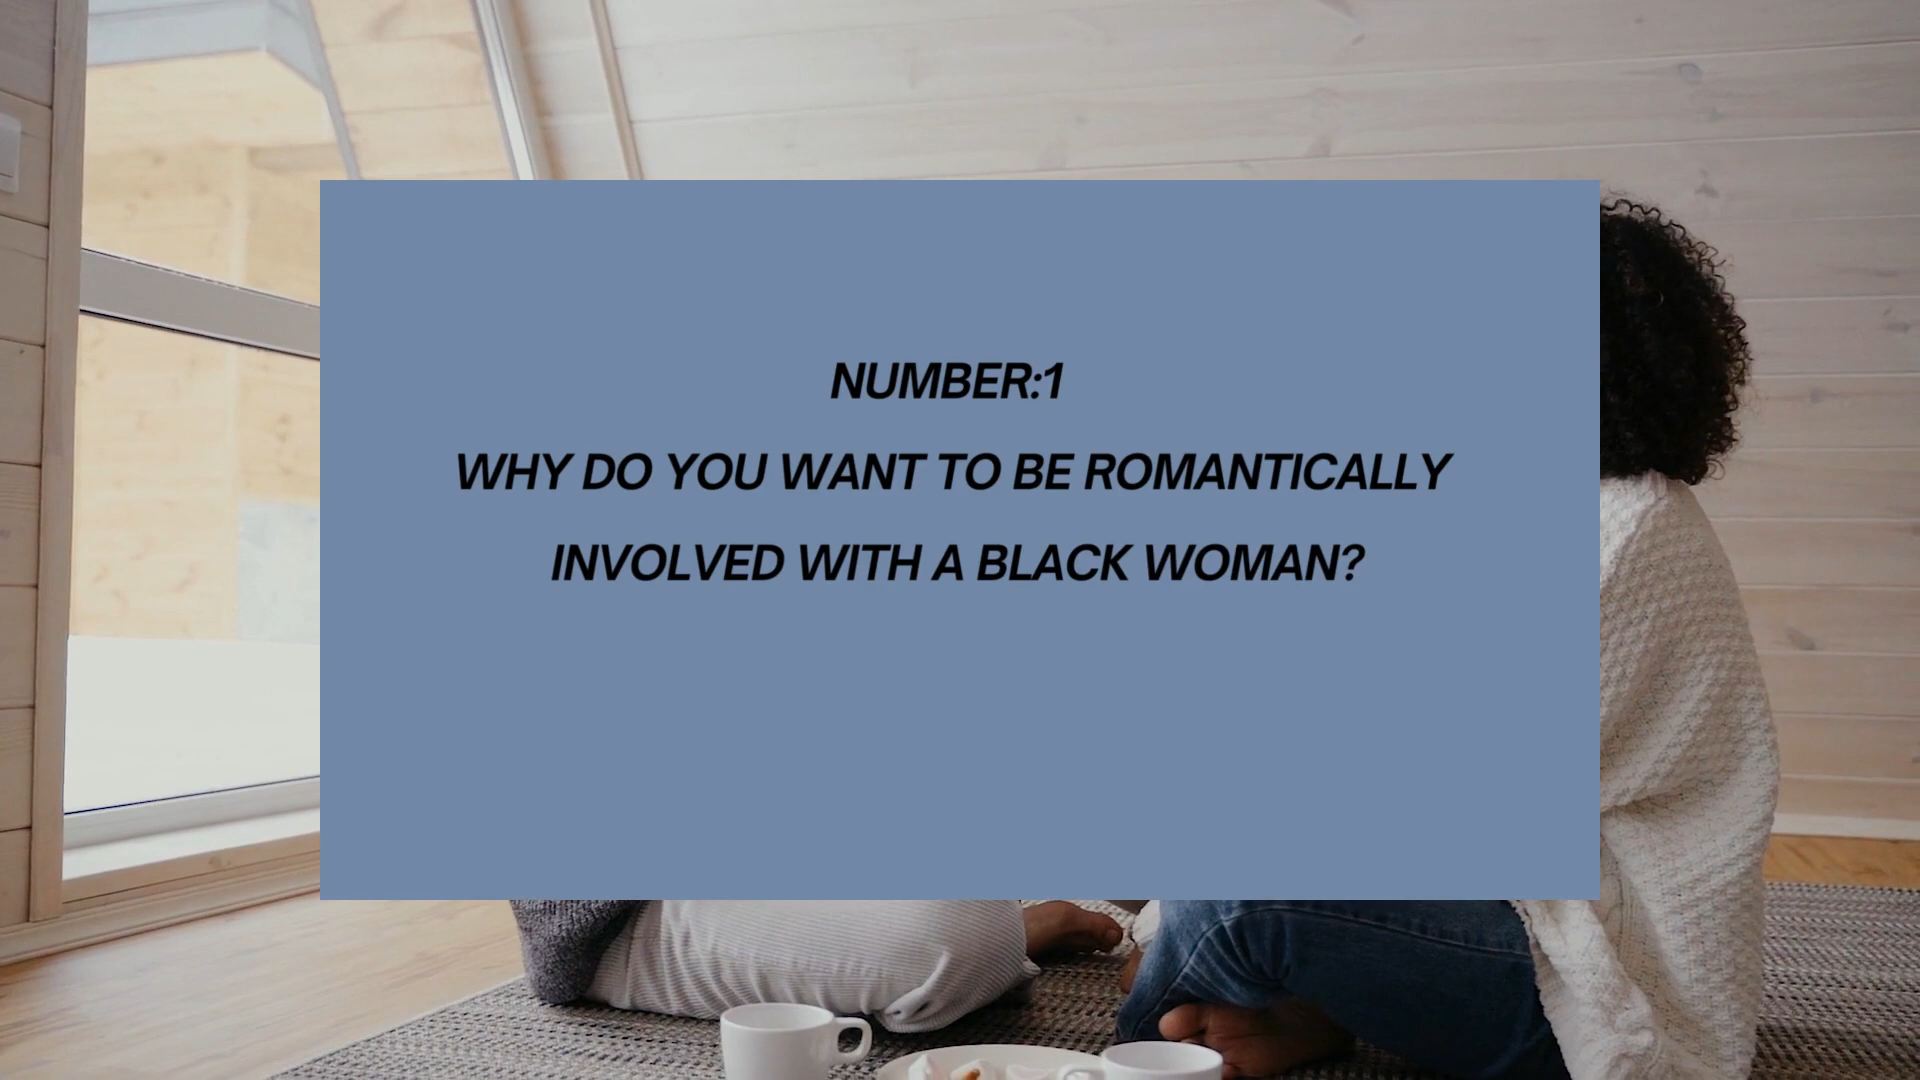 NUMBER:1
WHY DO YOU WANT TO BE ROMANTICALLY
INVOLVED WITH A BLACK WOMAN?